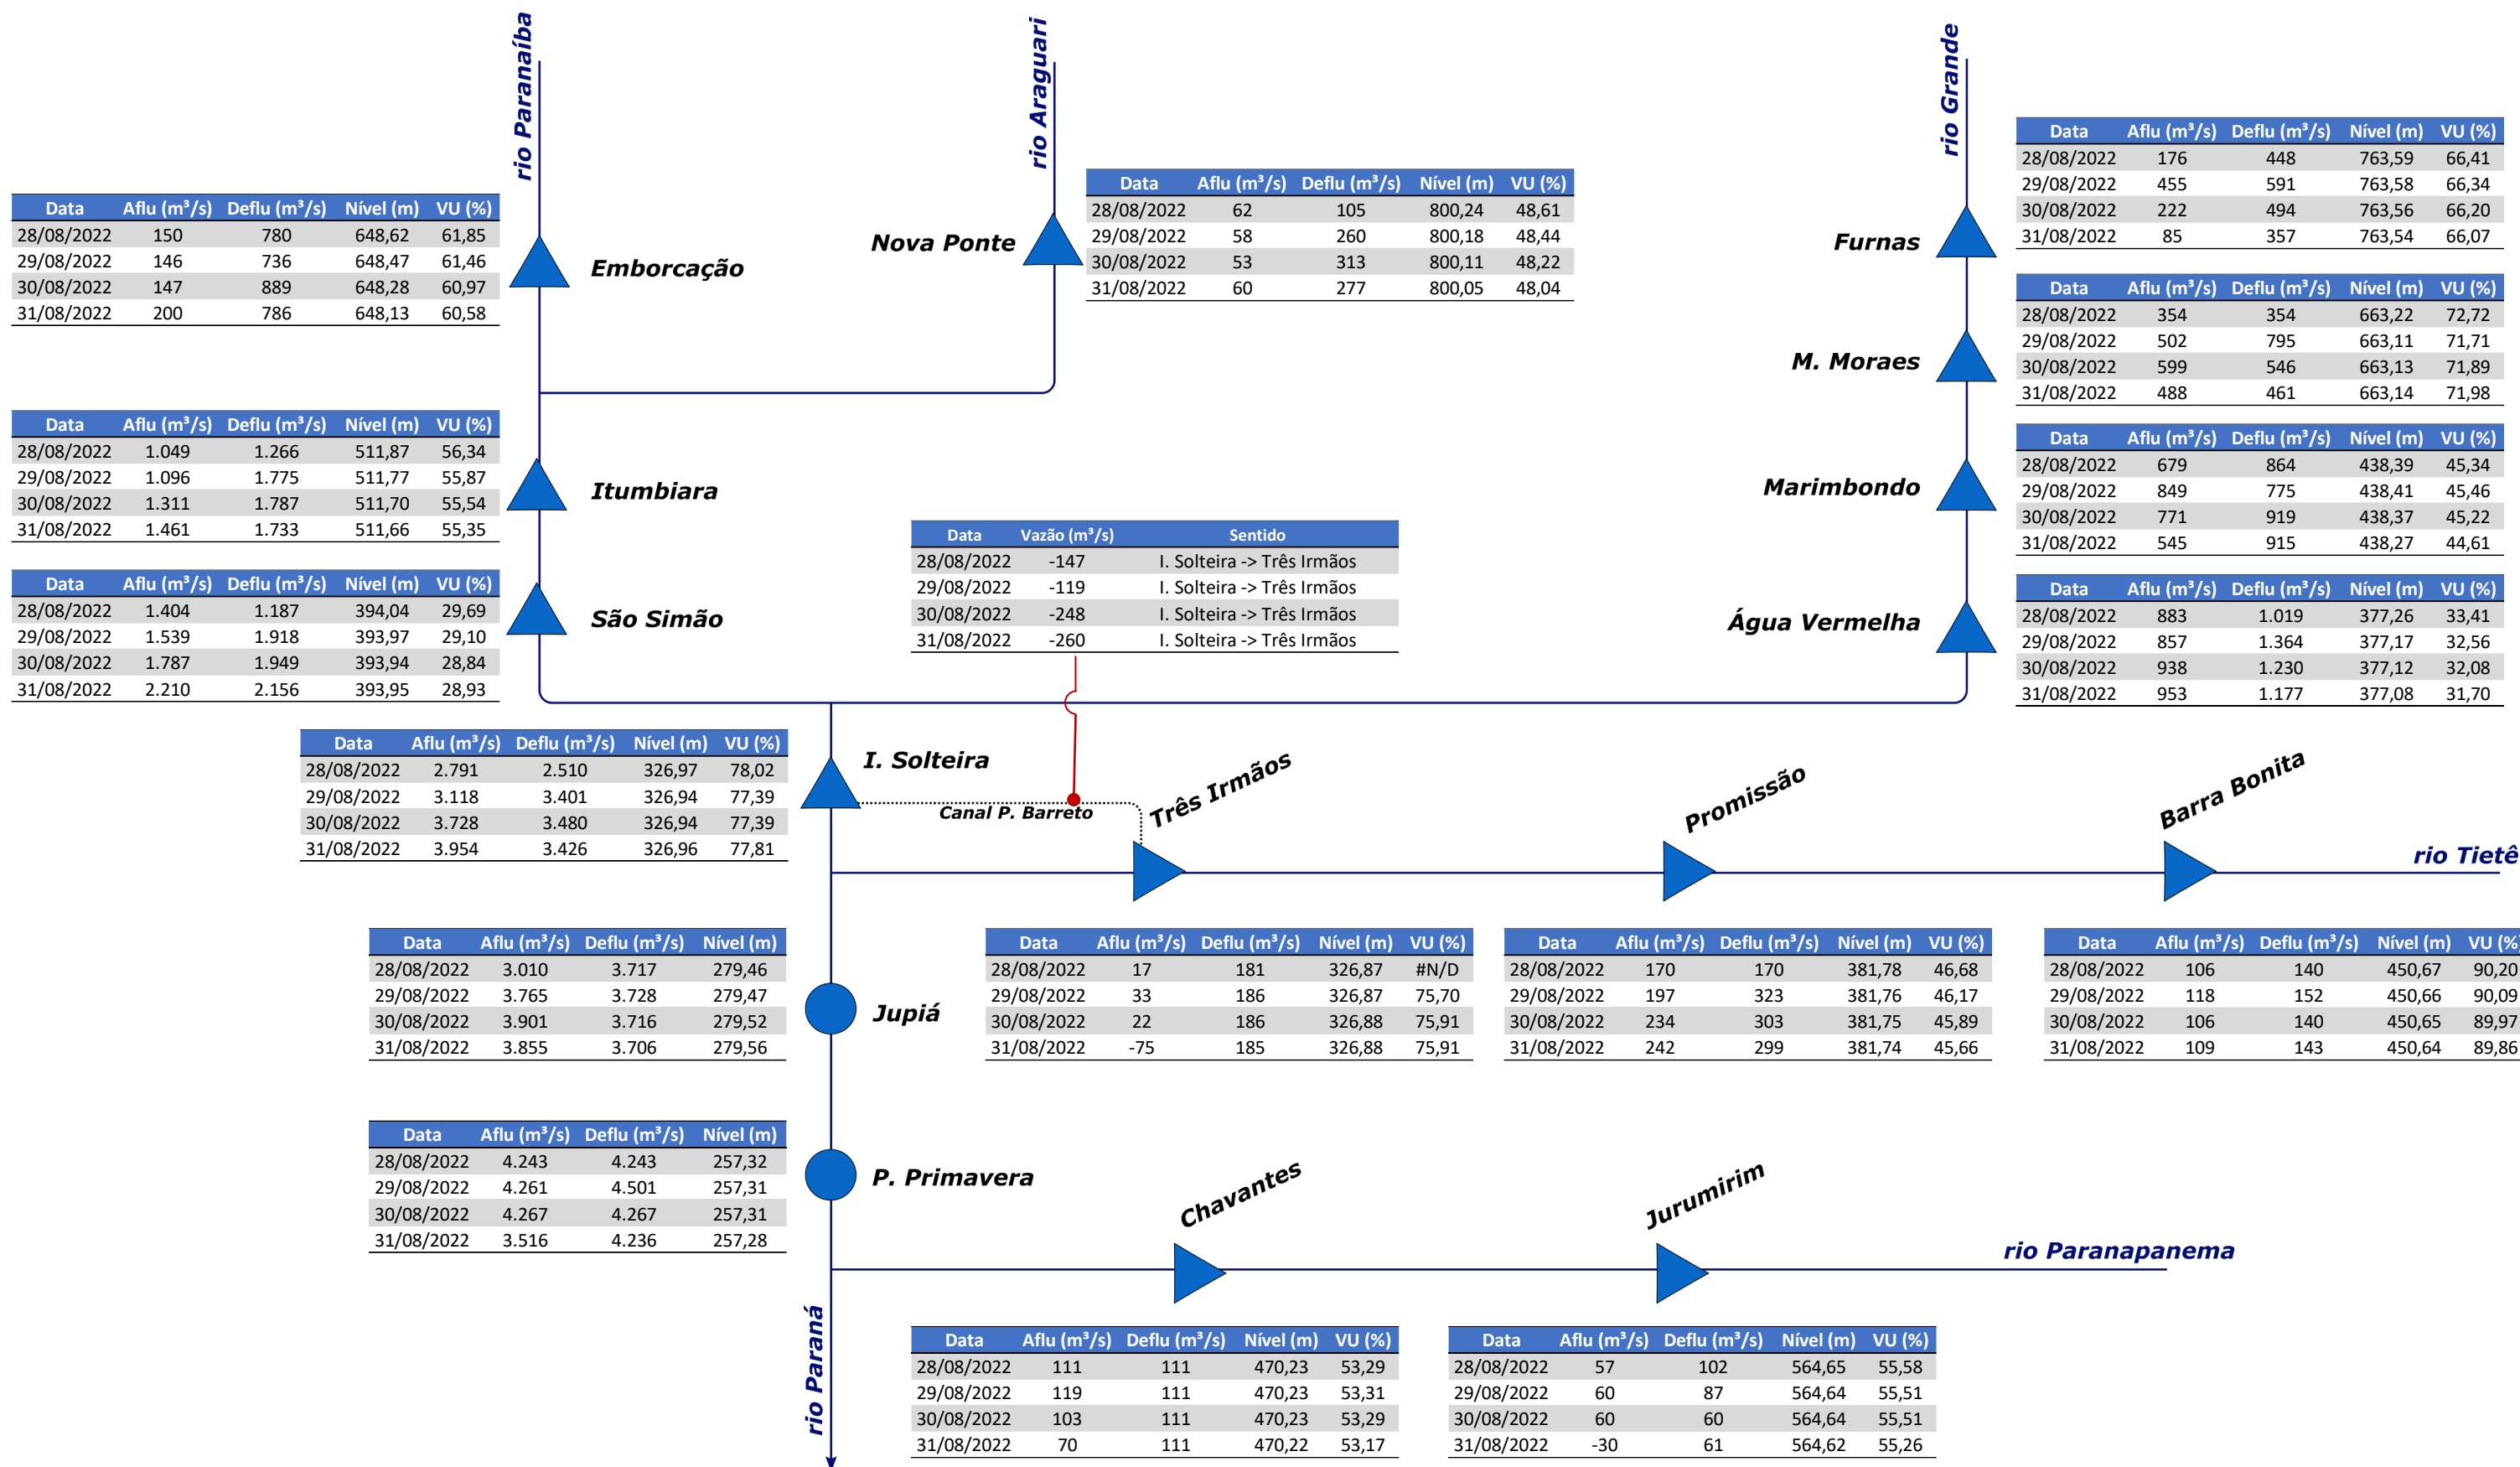 rio Paranaíba
rio Araguari
rio Grande
Data Aflu (m³/s) Deflu (m³/s) Nível (m) VU (%)
28/08/2022 176 448 763,59 66,41
29/08/2022 455 591 763,58 66,34
30/08/2022 222 494 763,56 66,20
31/08/2022 85 357 763,54 66,07
Furnas
Data Aflu (m³/s) Deflu (m³/s) Nível (m) VU (%)
28/08/2022 62 105 800,24 48,61
29/08/2022 58 260 800,18 48,44
30/08/2022 53 313 800,11 48,22
31/08/2022 60 277 800,05 48,04
Nova Ponte
Data Aflu (m³/s) Deflu (m³/s) Nível (m) VU (%)
28/08/2022 150 780 648,62 61,85
29/08/2022 146 736 648,47 61,46
30/08/2022 147 889 648,28 60,97
31/08/2022 200 786 648,13 60,58
Emborcação
Data Aflu (m³/s) Deflu (m³/s) Nível (m) VU (%)
28/08/2022 354 354 663,22 72,72
29/08/2022 502 795 663,11 71,71
30/08/2022 599 546 663,13 71,89
31/08/2022 488 461 663,14 71,98
M. Moraes
Data Aflu (m³/s) Deflu (m³/s) Nível (m) VU (%)
28/08/2022 1.049 1.266 511,87 56,34
29/08/2022 1.096 1.775 511,77 55,87
30/08/2022 1.311 1.787 511,70 55,54
31/08/2022 1.461 1.733 511,66 55,35
Itumbiara
Data Aflu (m³/s) Deflu (m³/s) Nível (m) VU (%)
28/08/2022 679 864 438,39 45,34
29/08/2022 849 775 438,41 45,46
30/08/2022 771 919 438,37 45,22
31/08/2022 545 915 438,27 44,61
Marimbondo
Data Vazão (m³/s) Sentido
28/08/2022 -147 I. Solteira -> Três Irmãos
29/08/2022 -119 I. Solteira -> Três Irmãos
30/08/2022 -248 I. Solteira -> Três Irmãos
31/08/2022 -260 I. Solteira -> Três Irmãos
Data Aflu (m³/s) Deflu (m³/s) Nível (m) VU (%)
28/08/2022 1.404 1.187 394,04 29,69
29/08/2022 1.539 1.918 393,97 29,10
30/08/2022 1.787 1.949 393,94 28,84
31/08/2022 2.210 2.156 393,95 28,93
São Simão
Data Aflu (m³/s) Deflu (m³/s) Nível (m) VU (%)
28/08/2022 883 1.019 377,26 33,41
29/08/2022 857 1.364 377,17 32,56
30/08/2022 938 1.230 377,12 32,08
31/08/2022 953 1.177 377,08 31,70
Água Vermelha
Data Aflu (m³/s) Deflu (m³/s) Nível (m) VU (%)
28/08/2022 2.791 2.510 326,97 78,02
29/08/2022 3.118 3.401 326,94 77,39
30/08/2022 3.728 3.480 326,94 77,39
31/08/2022 3.954 3.426 326,96 77,81
I. Solteira
Canal P. Barreto
Três Irmãos
Promissão
Barra Bonita
rio Tietê
Data Aflu (m³/s) Deflu (m³/s) Nível (m)
28/08/2022 3.010 3.717 279,46
29/08/2022 3.765 3.728 279,47
30/08/2022 3.901 3.716 279,52
31/08/2022 3.855 3.706 279,56
Jupiá
Data Aflu (m³/s) Deflu (m³/s) Nível (m) VU (%)
28/08/2022 17 181 326,87 #N/D
29/08/2022 33 186 326,87 75,70
30/08/2022 22 186 326,88 75,91
31/08/2022 -75 185 326,88 75,91
Data Aflu (m³/s) Deflu (m³/s) Nível (m) VU (%)
28/08/2022 170 170 381,78 46,68
29/08/2022 197 323 381,76 46,17
30/08/2022 234 303 381,75 45,89
31/08/2022 242 299 381,74 45,66
Data Aflu (m³/s) Deflu (m³/s) Nível (m) VU (%
28/08/2022 106 140 450,67 90,20
29/08/2022 118 152 450,66 90,09
30/08/2022 106 140 450,65 89,97
31/08/2022 109 143 450,64 89,86
Data Aflu (m³/s) Deflu (m³/s) Nível (m)
28/08/2022 4.243 4.243 257,32
29/08/2022 4.261 4.501 257,31
30/08/2022 4.267 4.267 257,31
31/08/2022 3.516 4.236 257,28
P. Primavera
Chavantes
Jurumirim
rio Paranapanema
rio Paraná
Data Aflu (m³/s) Deflu (m³/s) Nível (m) VU (%)
28/08/2022 111 111 470,23 53,29
29/08/2022 119 111 470,23 53,31
30/08/2022 103 111 470,23 53,29
31/08/2022 70 111 470,22 53,17
Data Aflu (m³/s) Deflu (m³/s) Nível (m) VU (%)
28/08/2022 57 102 564,65 55,58
29/08/2022 60 87 564,64 55,51
30/08/2022 60 60 564,64 55,51
31/08/2022 -30 61 564,62 55,26